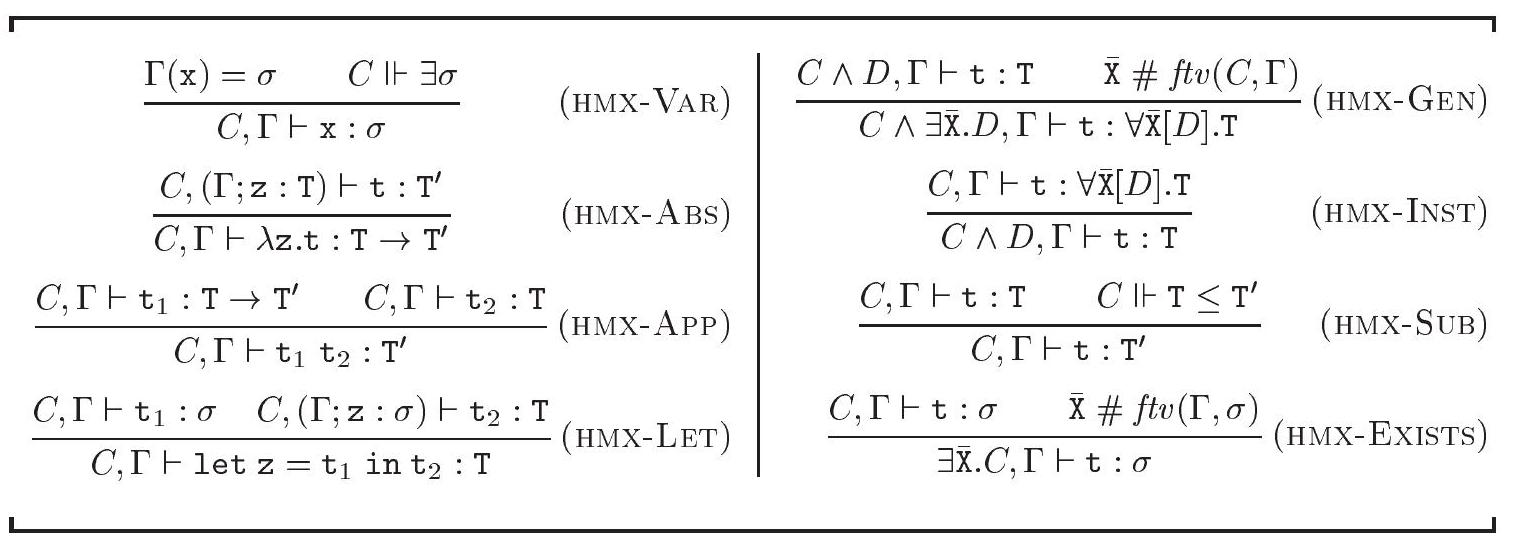 Γ(x) = σ C ⊩ ∃σ
C, Γ ⊢ x : σ
(HMX-VAR)
C, (Γ; z : T) ⊢ t : T′
C, Γ ⊢ λz.t : T → T′
(HMX-ABS)
C, Γ ⊢ t₁ : T → T′ C, Γ ⊢ t₂ : T
C, Γ ⊢ t₁ t₂ : T′
(HMX-APP)
C, Γ ⊢ t₁ : σ C, (Γ; z : σ) ⊢ t₂ : T
C, Γ ⊢ let z = t₁ in t₂ : T
(HMX-LET)
C ∧ D, Γ ⊢ t : T X̄ # ftv(C, Γ)
C ∧ ∃X̄.D, Γ ⊢ t : ∀X̄[D].T
(HMX-GEN)
C, Γ ⊢ t : ∀X̄[D].T
C ∧ D, Γ ⊢ t : T
(HMX-INST)
C, Γ ⊢ t : T C ⊩ T ≤ T′
C, Γ ⊢ t : T′
(HMX-SUB)
C, Γ ⊢ t : σ X̄ # ftv(Γ, σ)
∃X̄.C, Γ ⊢ t : σ
(HMX-EXISTS)